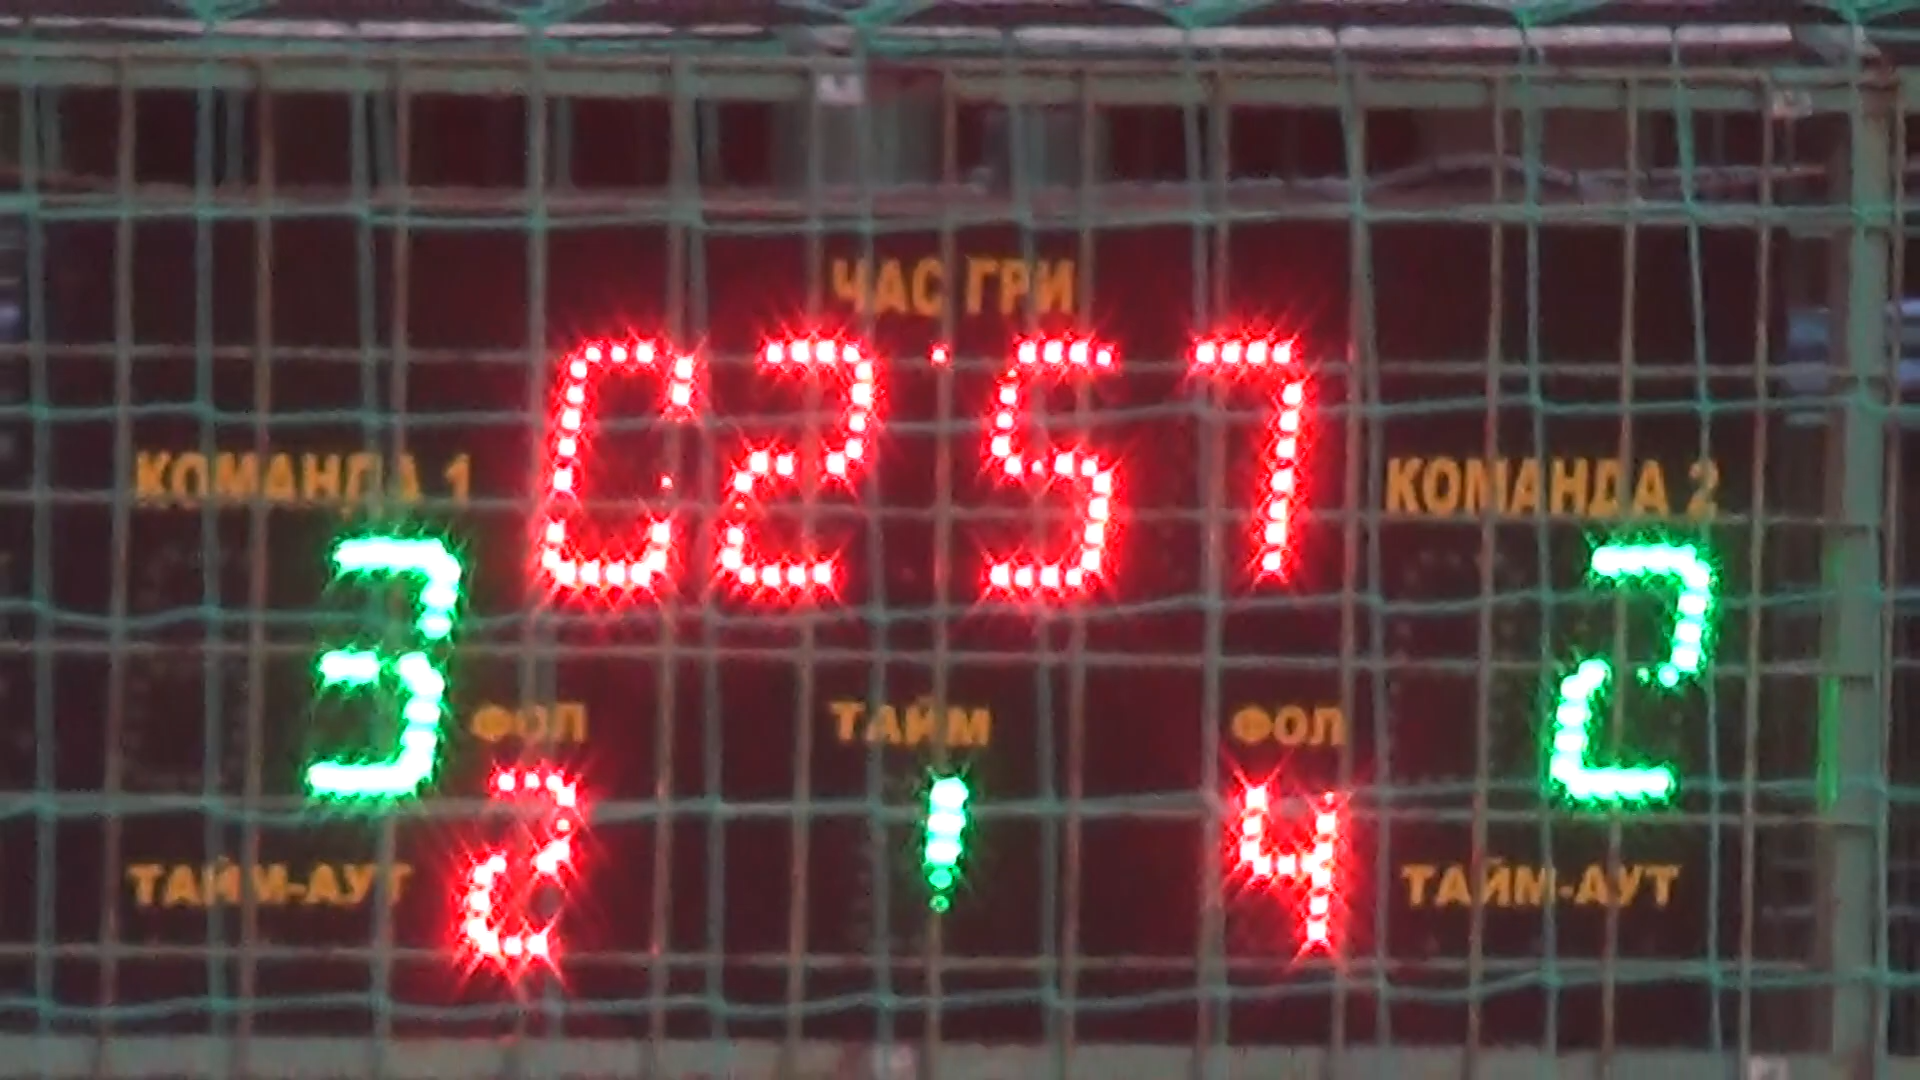 ЧАС ГРИ
02 57
КОМАНДА 1
КОМАНДА 2
3
2
ФОЛ
ТАЙМ
ФОЛ
2
1
4
ТАЙМ-АУТ
ТАЙМ-АУТ